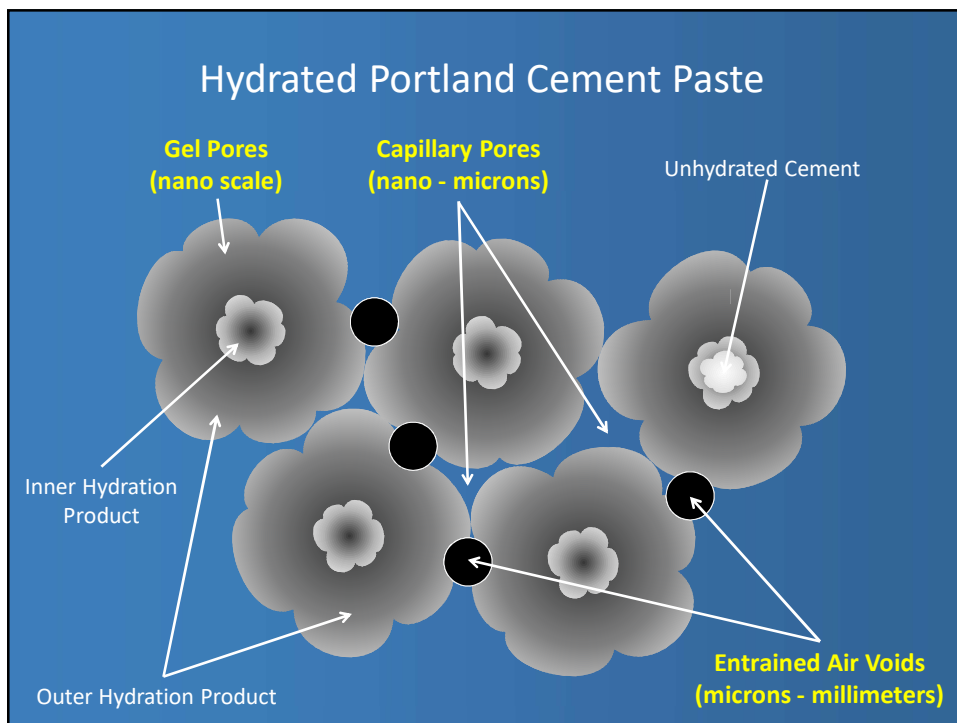 Hydrated Portland Cement Paste
Gel Pores
(nano scale)
Capillary Pores
(nano - microns)
Unhydrated Cement
Inner Hydration
Product
Outer Hydration Product
Entrained Air Voids
(microns - millimeters)